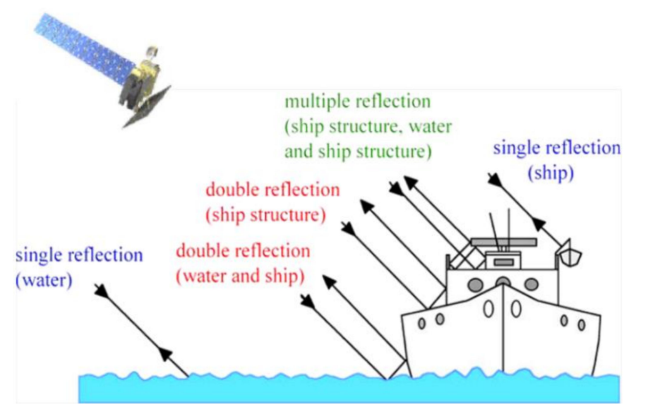 multiple reflection
(ship structure, water
and ship structure)
single reflection
(ship)
double reflection
(ship structure)
double reflection
(water and ship)
single reflection
(water)